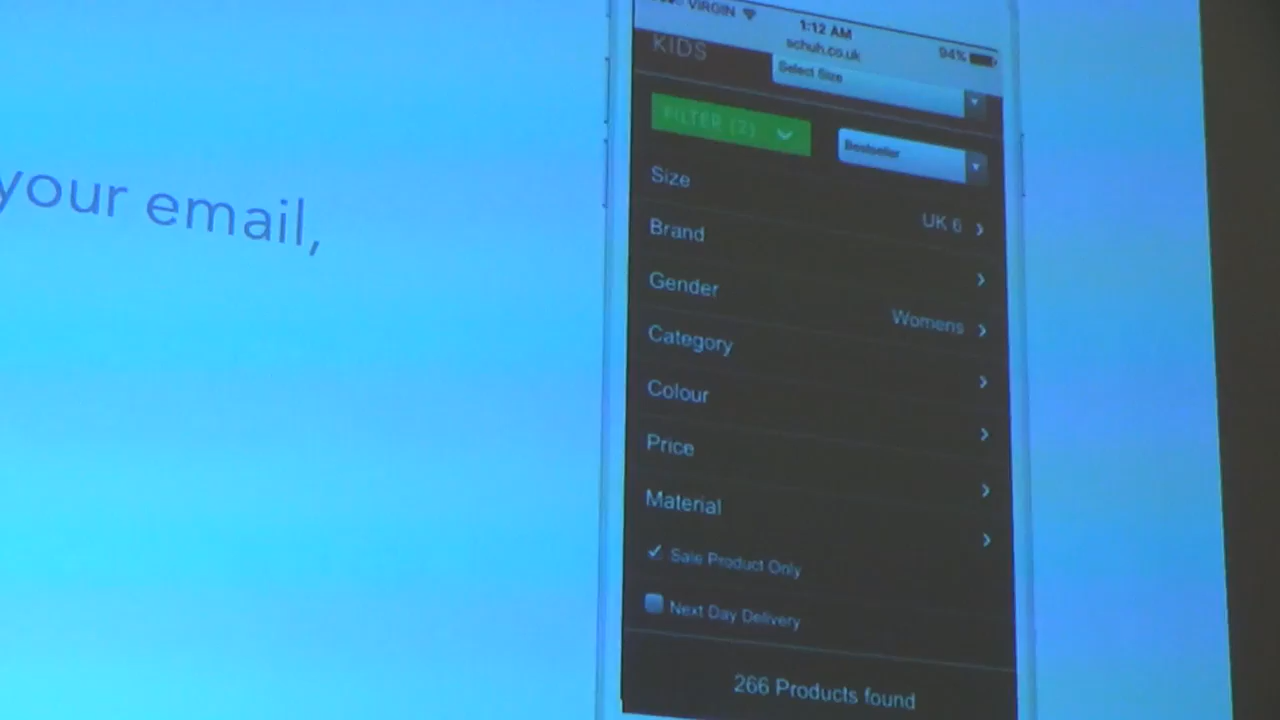 your email,
VIRGIN
1:12 AM
94%
schuh.co.uk
KIDS
Select Size
FILTER (2)
Bestseller
Size
UK 6
Brand
Gender
Womens
Category
Colour
Price
Material
Sale Product Only
Next Day Delivery
266 Products found